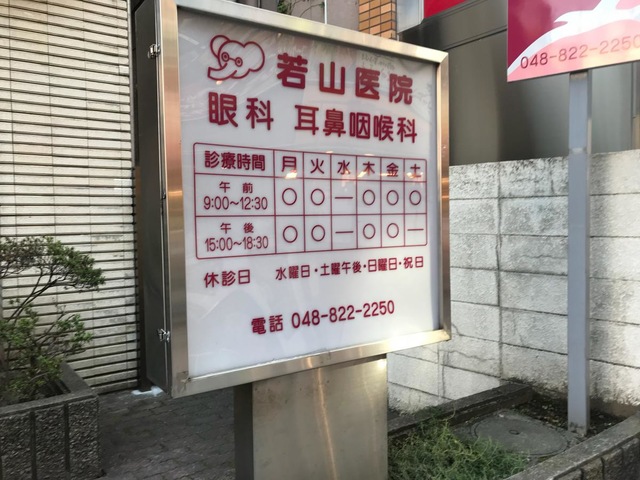 若山医院
眼科 耳鼻咽喉科
診療時間 月 火 水 木 金 土
午前 9:00〜12:30 ○ ○ — ○ ○ ○
午後 15:00〜18:30 ○ ○ — ○ ○ —
休診日 水曜日・土曜午後・日曜日・祝日
電話 048-822-2250
048-822-2250